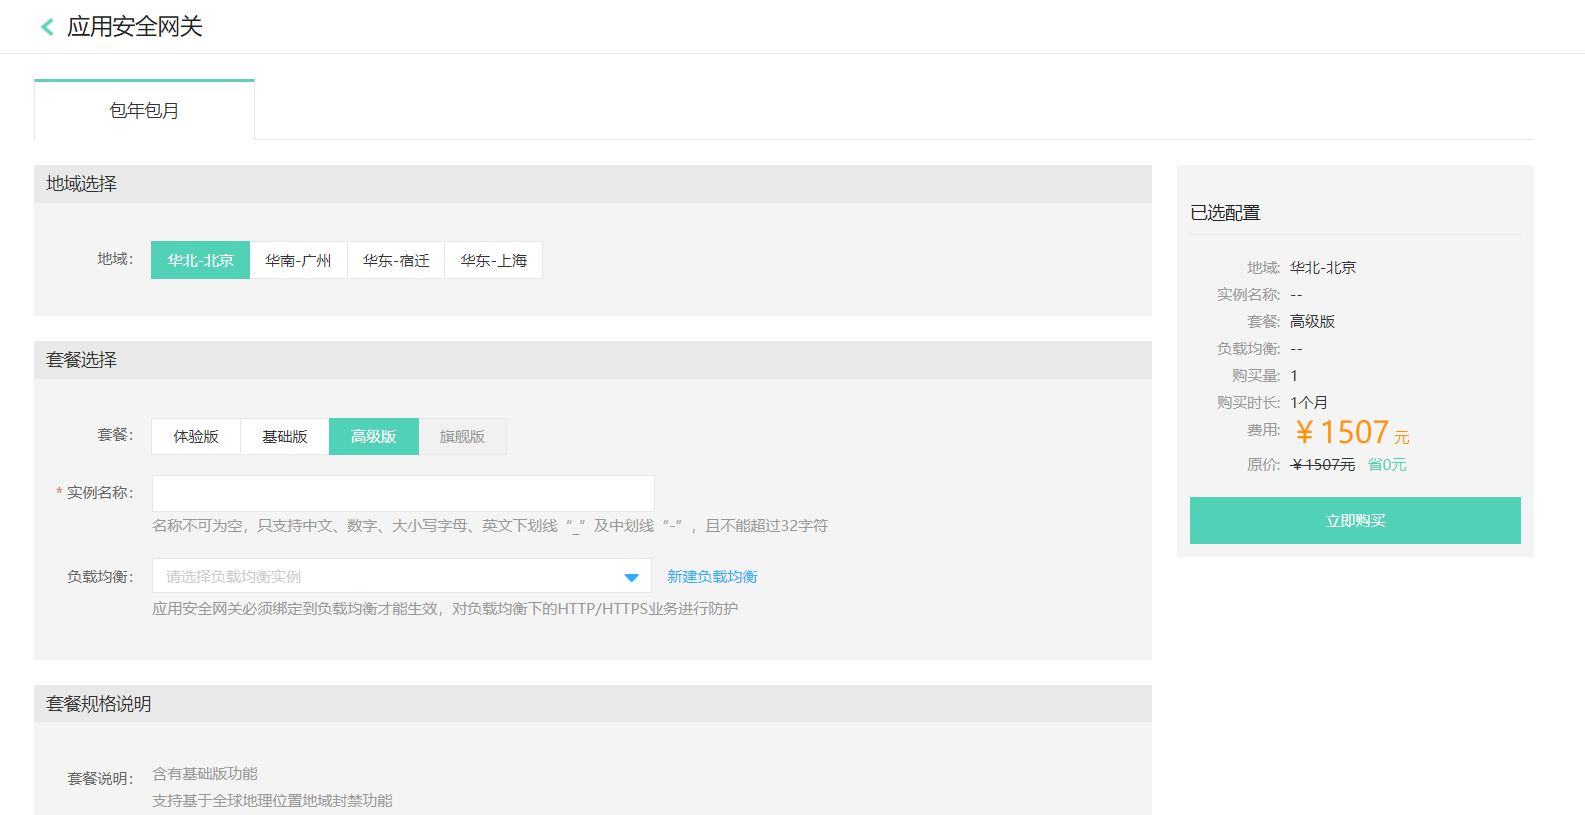 应用安全网关
包年包月
地域选择
地域：
华北-北京 华南-广州 华东-宿迁 华东-上海
套餐选择
套餐：
体验版 基础版 高级版 旗舰版
* 实例名称：
名称不可为空，只支持中文、数字、大小写字母、英文下划线“_”及中划线“-”，且不能超过32字符
负载均衡：
请选择负载均衡实例
新建负载均衡
应用安全网关必须绑定到负载均衡才能生效，对负载均衡下的HTTP/HTTPS业务进行防护
套餐规格说明
套餐说明：
含有基础版功能
支持基于全球地理位置地域封禁功能
已选配置
地域: 华北-北京
实例名称: --
套餐: 高级版
负载均衡: --
购买量: 1
购买时长: 1个月
费用: ￥1507 元
原价: ￥1507元 省0元
立即购买